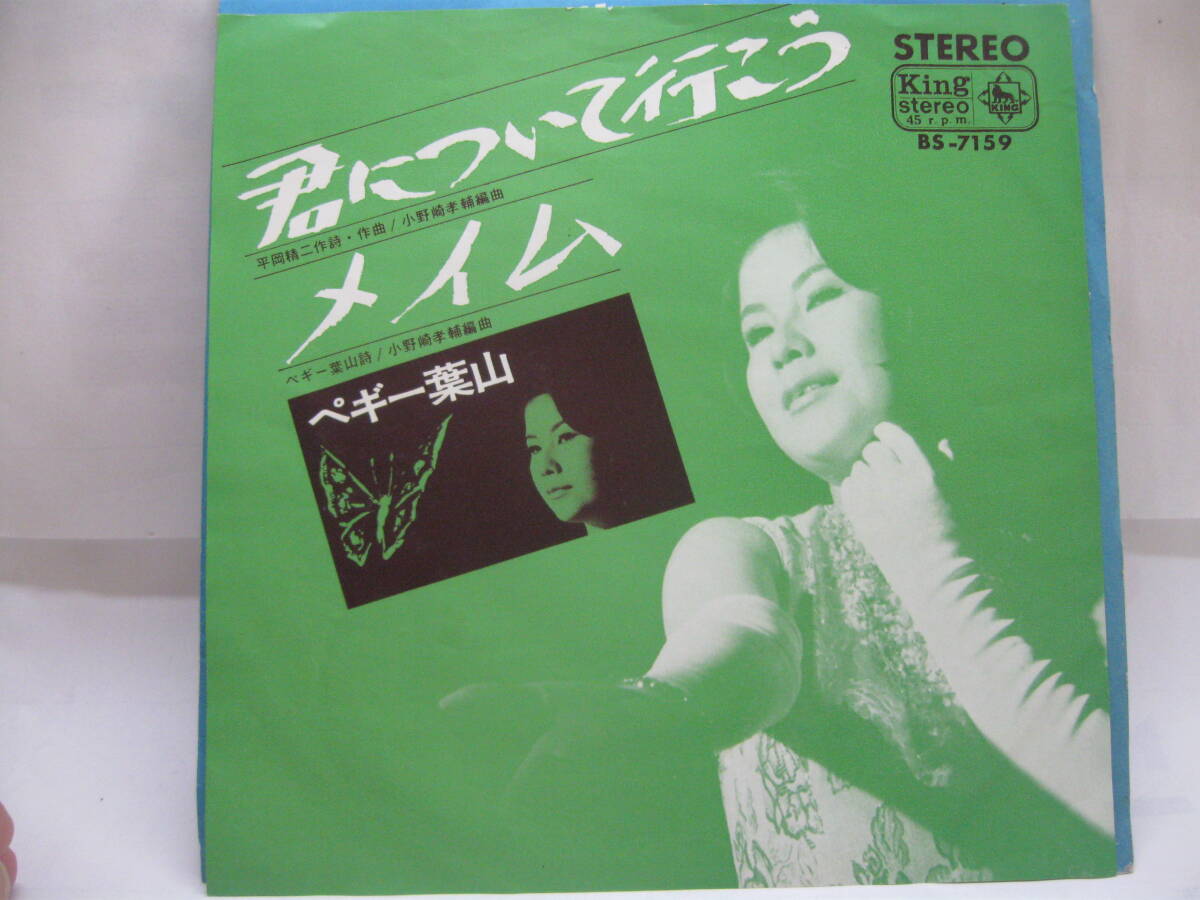 君について行こう
平岡精二作詩・作曲/小野崎孝輔編曲
メイム
ペギー葉山詩/小野崎孝輔編曲
ペギー葉山
STEREO
King
stereo
45 r.p.m.
KING
BS-7159